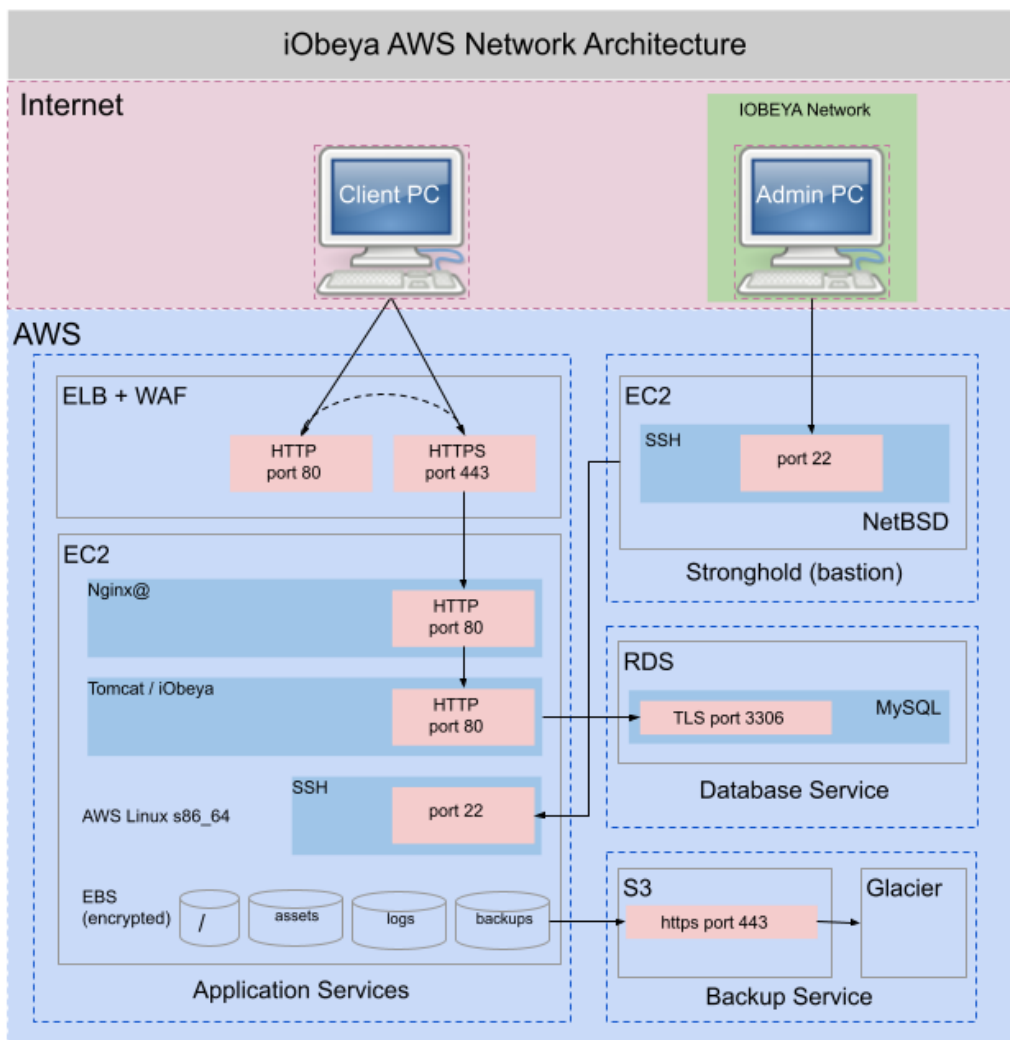 iObeya AWS Network Architecture
Internet
IOBEYA Network
Client PC
Admin PC
AWS
ELB + WAF
HTTP
port 80
HTTPS
port 443
EC2
Nginx@
HTTP
port 80
Tomcat / iObeya
HTTP
port 80
SSH
port 22
AWS Linux s86_64
EBS
(encrypted)
/
assets
logs
backups
Application Services
EC2
SSH
port 22
NetBSD
Stronghold (bastion)
RDS
MySQL
TLS port 3306
Database Service
S3
https port 443
Glacier
Backup Service